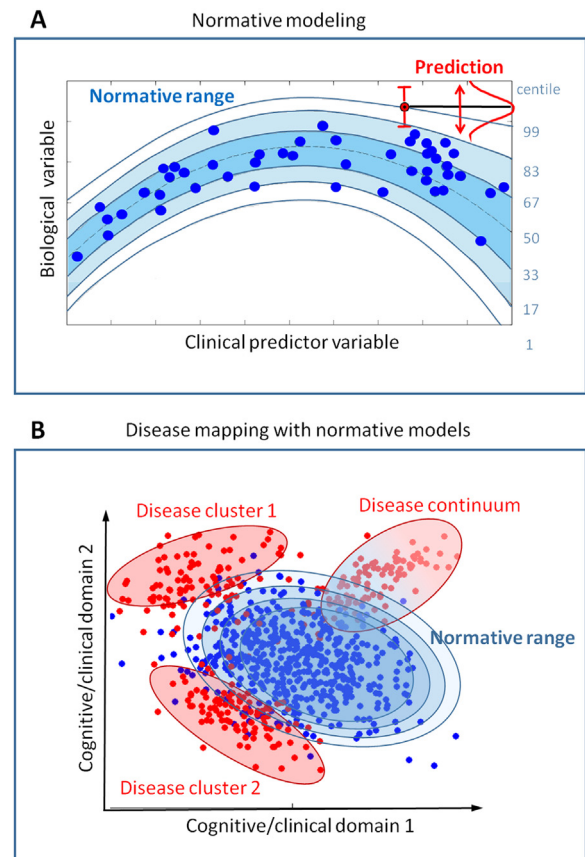 A
Normative modeling
Prediction
Normative range
centile
99
83
67
50
33
17
1
Biological variable
Clinical predictor variable
B
Disease mapping with normative models
Disease cluster 1
Disease continuum
Normative range
Disease cluster 2
Cognitive/clinical domain 2
Cognitive/clinical domain 1